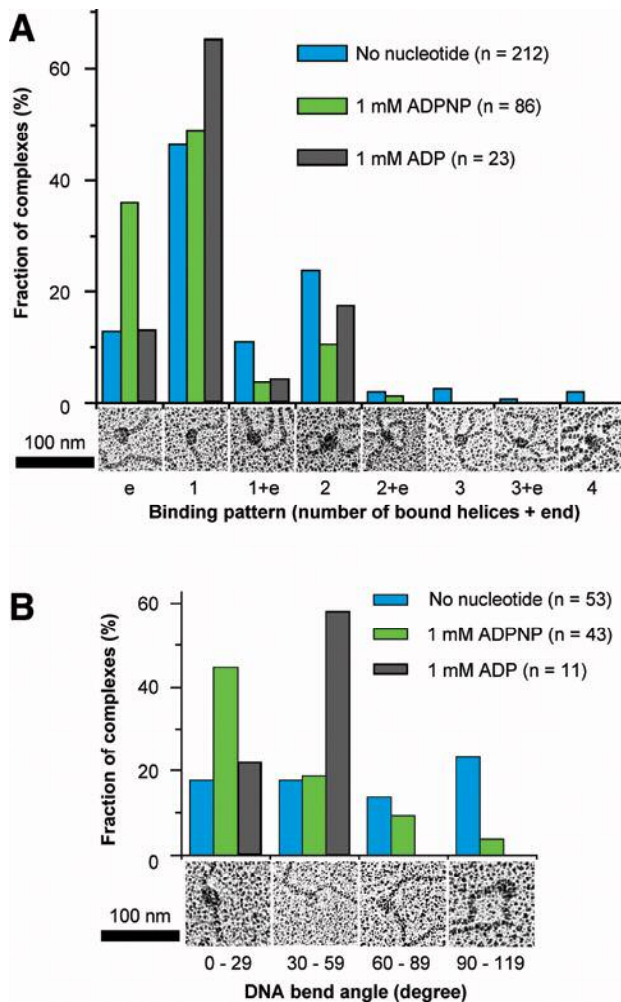 A
Fraction of complexes (%)
60
40
20
0
No nucleotide (n = 212)
1 mM ADPNP (n = 86)
1 mM ADP (n = 23)
100 nm
e 1 1+e 2 2+e 3 3+e 4
Binding pattern (number of bound helices + end)
B
Fraction of complexes (%)
60
40
20
0
No nucleotide (n = 53)
1 mM ADPNP (n = 43)
1 mM ADP (n = 11)
100 nm
0 - 29 30 - 59 60 - 89 90 - 119
DNA bend angle (degree)